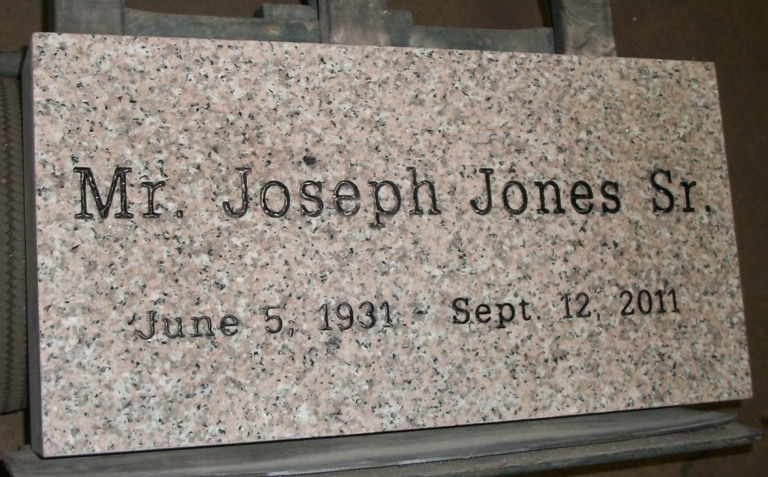 Mr. Joseph Jones Sr.
June 5, 1931 - Sept. 12, 2011